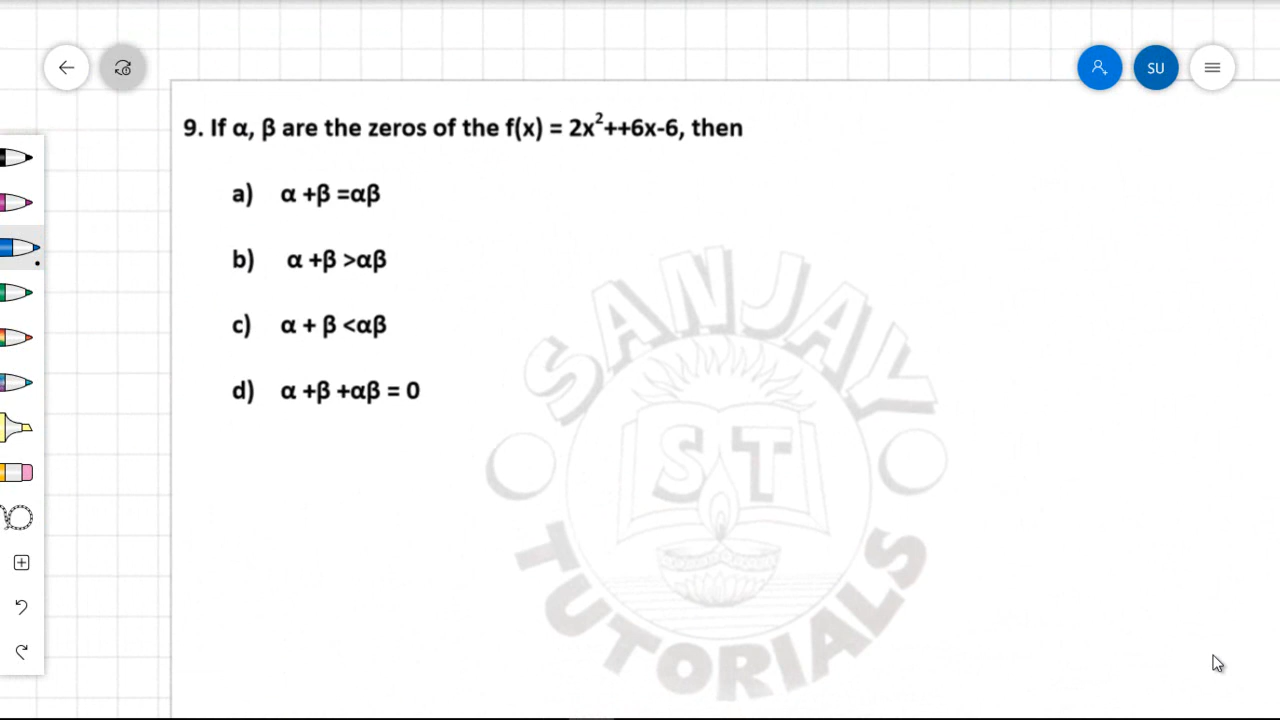 SU
9. If α, β are the zeros of the f(x) = 2x²++6x-6, then
a) α +β =αβ
b) α +β >αβ
c) α + β <αβ
d) α +β +αβ = 0
SANJAY
S T
TUTORIALS